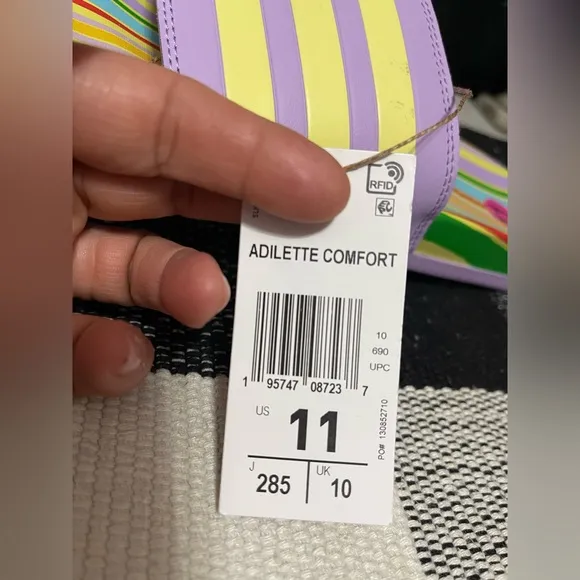 RFID
ADILETTE COMFORT
10
690
UPC
1 95747 08723 7
PO# 130852710
US 11
J 285 UK 10